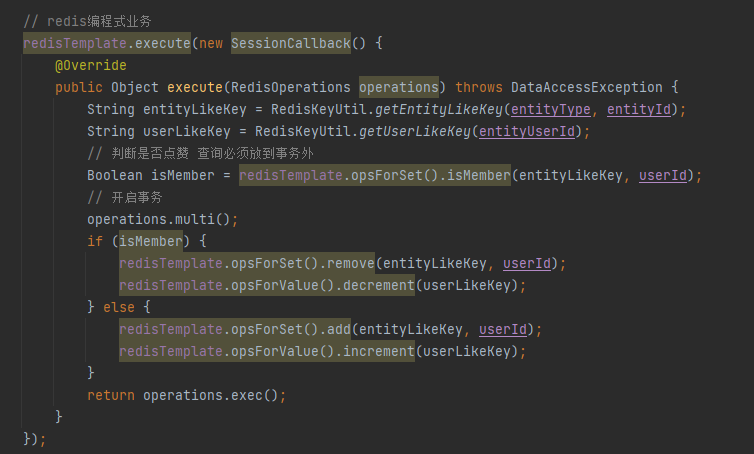 // redis编程式业务
redisTemplate.execute(new SessionCallback() {
    @Override
    public Object execute(RedisOperations operations) throws DataAccessException {
        String entityLikeKey = RedisKeyUtil.getEntityLikeKey(entityType, entityId);
        String userLikeKey = RedisKeyUtil.getUserLikeKey(entityUserId);
        // 判断是否点赞 查询必须放到事务外
        Boolean isMember = redisTemplate.opsForSet().isMember(entityLikeKey, userId);
        // 开启事务
        operations.multi();
        if (isMember) {
            redisTemplate.opsForSet().remove(entityLikeKey, userId);
            redisTemplate.opsForValue().decrement(userLikeKey);
        } else {
            redisTemplate.opsForSet().add(entityLikeKey, userId);
            redisTemplate.opsForValue().increment(userLikeKey);
        }
        return operations.exec();
    }
});